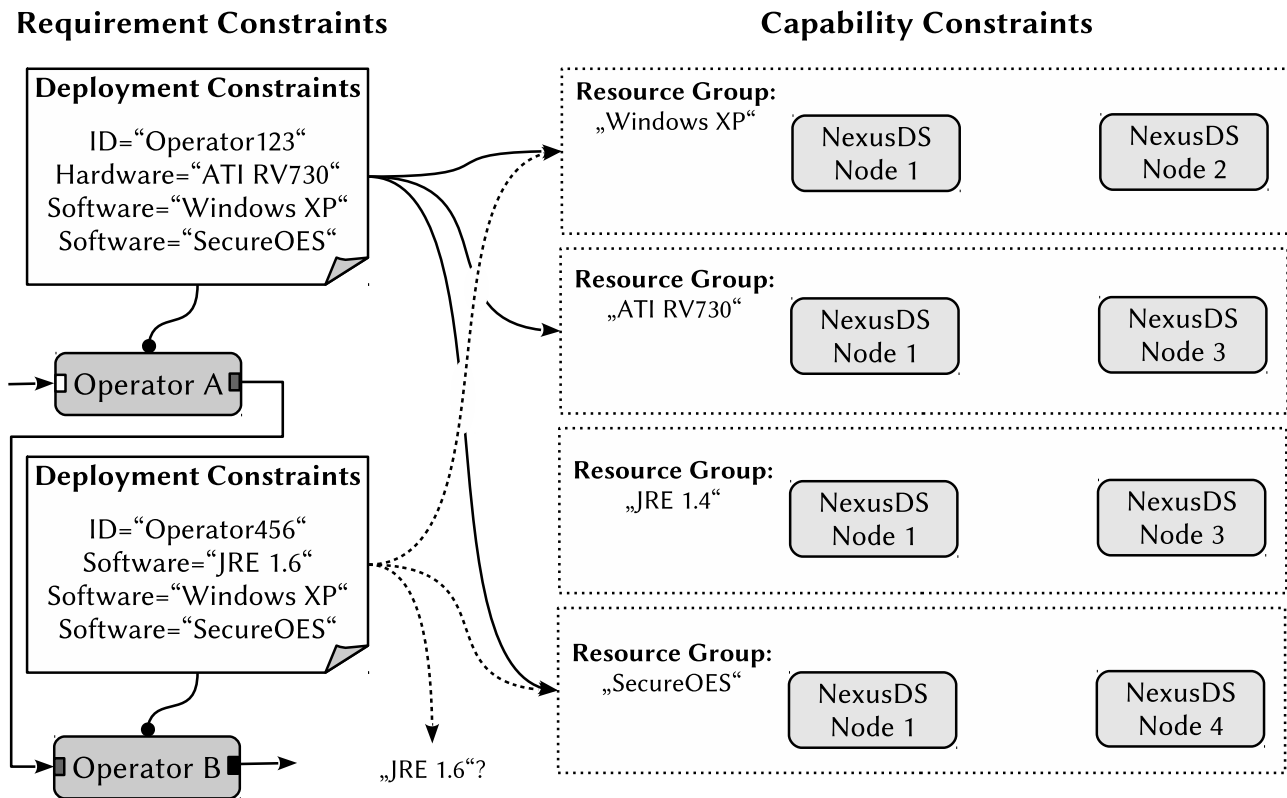 Requirement Constraints
Deployment Constraints
ID=“Operator123“
Hardware=“ATI RV730“
Software=“Windows XP“
Software=“SecureOES“
Operator A
Deployment Constraints
ID=“Operator456“
Software=“JRE 1.6“
Software=“Windows XP“
Software=“SecureOES“
Operator B
„JRE 1.6“?
Capability Constraints
Resource Group:
„Windows XP“
NexusDS
Node 1
NexusDS
Node 2
Resource Group:
„ATI RV730“
NexusDS
Node 1
NexusDS
Node 3
Resource Group:
„JRE 1.4“
NexusDS
Node 1
NexusDS
Node 3
Resource Group:
„SecureOES“
NexusDS
Node 1
NexusDS
Node 4